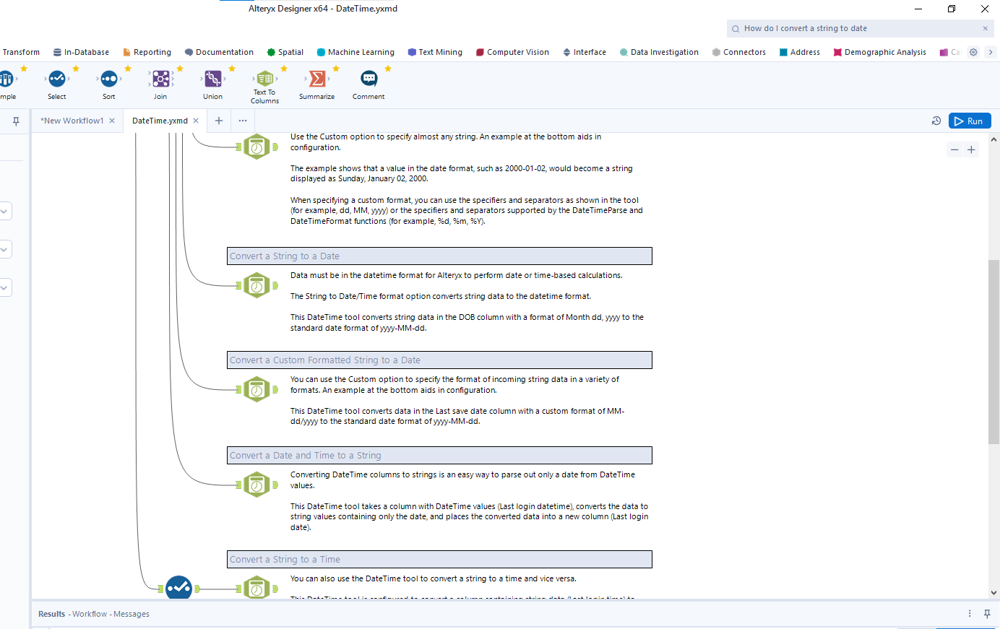 Alteryx Designer x64 - DateTime.yxmd
How do I convert a string to date
Transform In-Database Reporting Documentation Spatial Machine Learning Text Mining Computer Vision Interface Data Investigation Connectors Address Demographic Analysis Ca
mple Select Sort Join Union Text To Columns Summarize Comment
*New Workflow1 DateTime.yxmd
Run
Use the Custom option to specify almost any string. An example at the bottom aids in
configuration.
The example shows that a value in the date format, such as 2000-01-02, would become a string
displayed as Sunday, January 02, 2000.
When specifying a custom format, you can use the specifiers and separators as shown in the tool
(for example, dd, MM, yyyy) or the specifiers and separators supported by the DateTimeParse and
DateTimeFormat functions (for example, %d, %m, %Y).
Convert a String to a Date
Data must be in the datetime format for Alteryx to perform date or time-based calculations.
The String to Date/Time format option converts string data to the datetime format.
This DateTime tool converts string data in the DOB column with a format of Month dd, yyyy to the
standard date format of yyyy-MM-dd.
Convert a Custom Formatted String to a Date
You can use the Custom option to specify the format of incoming string data in a variety of
formats. An example at the bottom aids in configuration.
This DateTime tool converts data in the Last save date column with a custom format of MM-
dd/yyyy to the standard date format of yyyy-MM-dd.
Convert a Date and Time to a String
Converting DateTime columns to strings is an easy way to parse out only a date from DateTime
values.
This DateTime tool takes a column with DateTime values (Last login datetime), converts the data to
string values containing only the date, and places the converted data into a new column (Last login
date).
Convert a String to a Time
You can also use the DateTime tool to convert a string to a time and vice versa.
This DateTime tool is configured to convert a column containing string data (Last login time) to
Results - Workflow - Messages